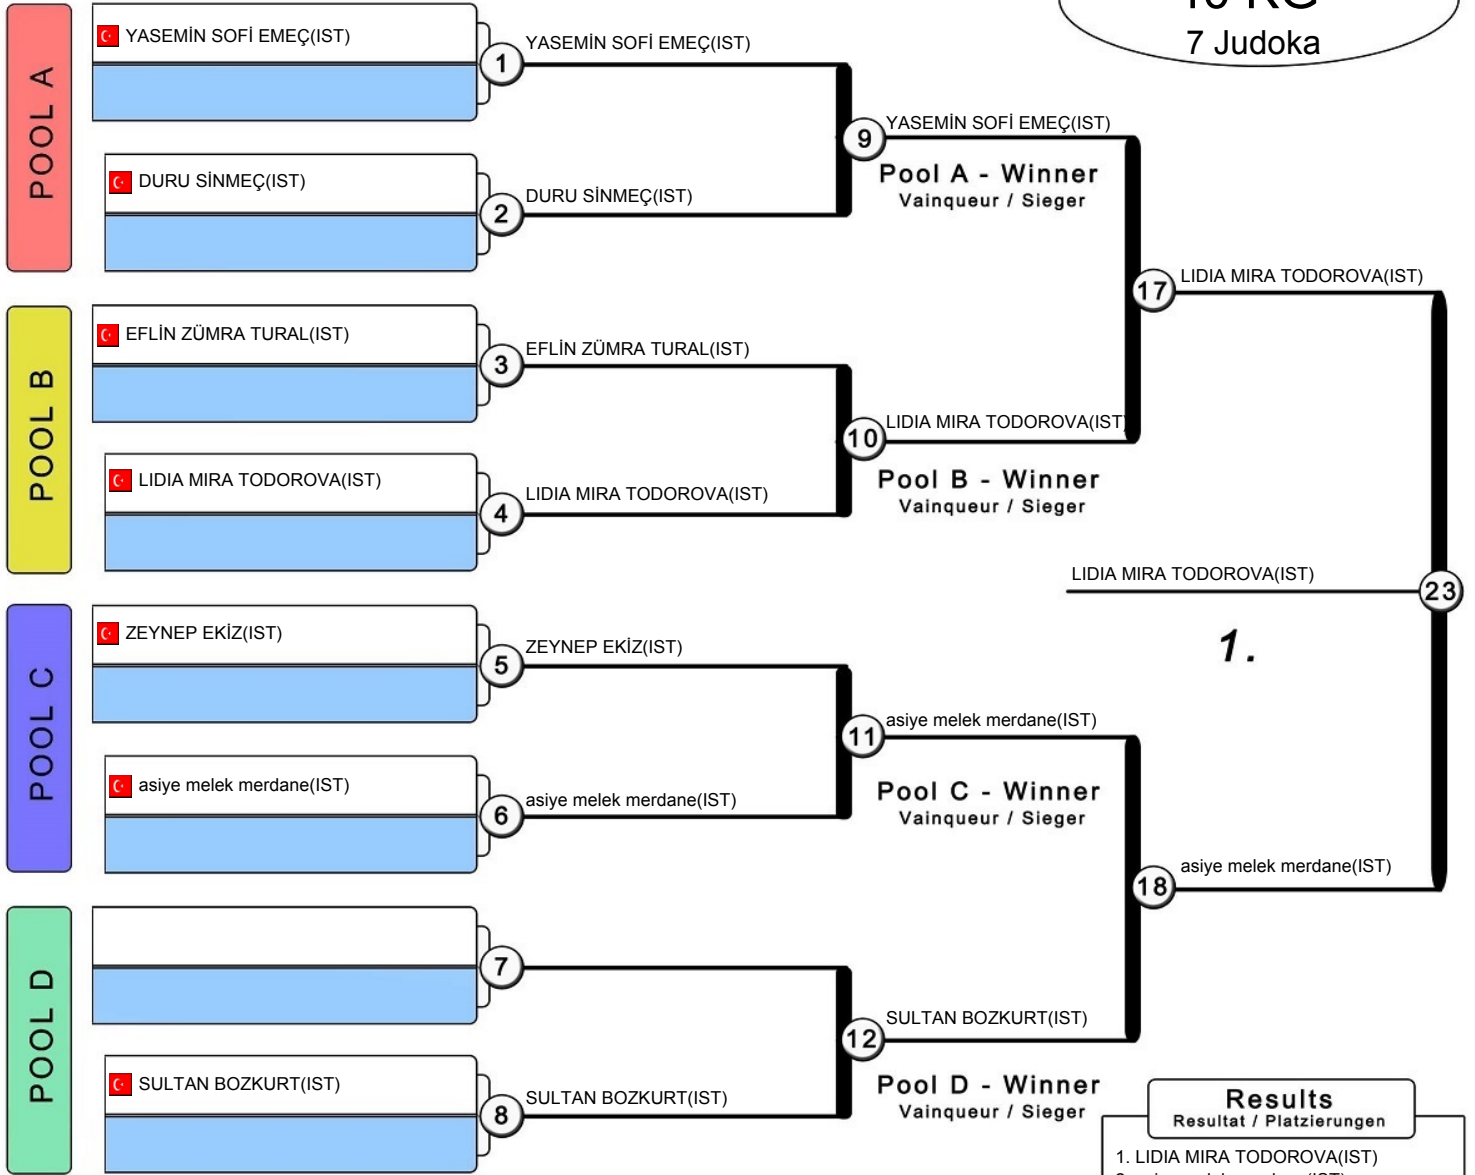 7 Judoka
POOL A
YASEMİN SOFİ EMEÇ(IST)
1
YASEMİN SOFİ EMEÇ(IST)
DURU SİNMEÇ(IST)
2
DURU SİNMEÇ(IST)
9
YASEMİN SOFİ EMEÇ(IST)
Pool A - Winner
Vainqueur / Sieger
POOL B
EFLİN ZÜMRA TURAL(IST)
3
EFLİN ZÜMRA TURAL(IST)
LIDIA MIRA TODOROVA(IST)
4
LIDIA MIRA TODOROVA(IST)
10
LIDIA MIRA TODOROVA(IST)
Pool B - Winner
Vainqueur / Sieger
17
LIDIA MIRA TODOROVA(IST)
LIDIA MIRA TODOROVA(IST)
23
1.
POOL C
ZEYNEP EKİZ(IST)
5
ZEYNEP EKİZ(IST)
asiye melek merdane(IST)
6
asiye melek merdane(IST)
11
asiye melek merdane(IST)
Pool C - Winner
Vainqueur / Sieger
18
asiye melek merdane(IST)
POOL D
7
SULTAN BOZKURT(IST)
8
SULTAN BOZKURT(IST)
12
SULTAN BOZKURT(IST)
Pool D - Winner
Vainqueur / Sieger
Results
Resultat / Platzierungen
1. LIDIA MIRA TODOROVA(IST)